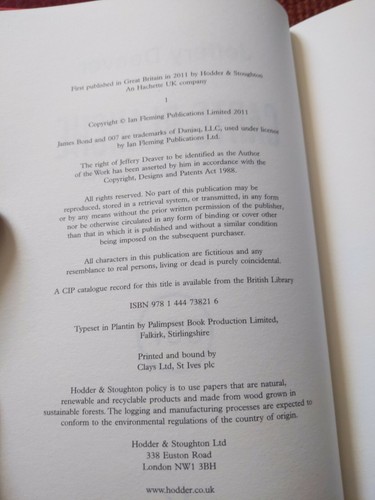 First published in Great Britain in 2011 by Hodder & Stoughton
An Hachette UK company
1
Copyright © Ian Fleming Publications Limited 2011
James Bond and 007 are trademarks of Danjaq, LLC, used under licence
by Ian Fleming Publications Ltd.
The right of Jeffery Deaver to be identified as the Author
of the Work has been asserted by him in accordance with the
Copyright, Designs and Patents Act 1988.
All rights reserved. No part of this publication may be
reproduced, stored in a retrieval system, or transmitted, in any form
or by any means without the prior written permission of the publisher,
nor be otherwise circulated in any form of binding or cover other
than that in which it is published and without a similar condition
being imposed on the subsequent purchaser.
All characters in this publication are fictitious and any
resemblance to real persons, living or dead is purely coincidental.
A CIP catalogue record for this title is available from the British Library
ISBN 978 1 444 73821 6
Typeset in Plantin by Palimpsest Book Production Limited,
Falkirk, Stirlingshire
Printed and bound by
Clays Ltd, St Ives plc
Hodder & Stoughton policy is to use papers that are natural,
renewable and recyclable products and made from wood grown in
sustainable forests. The logging and manufacturing processes are expected to
conform to the environmental regulations of the country of origin.
Hodder & Stoughton Ltd
338 Euston Road
London NW1 3BH
www.hodder.co.uk